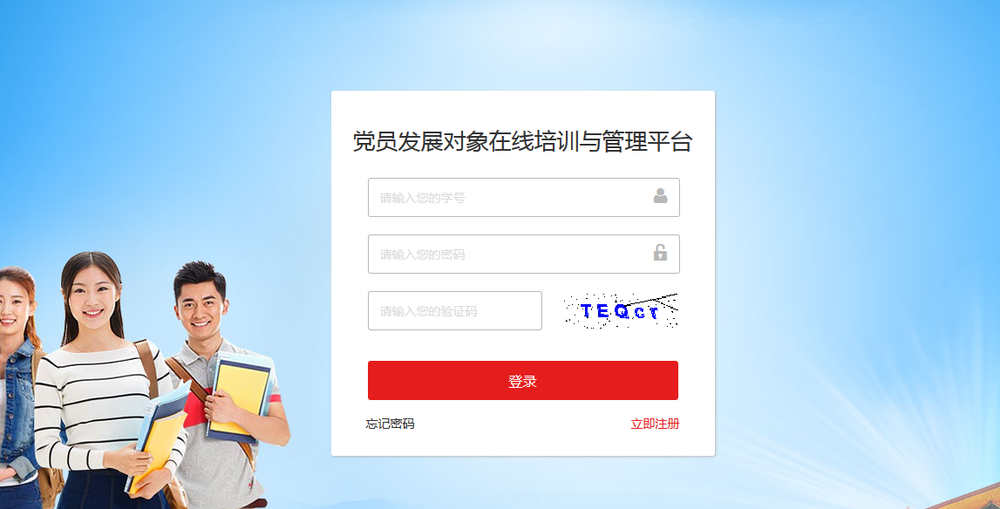 党员发展对象在线培训与管理平台
请输入您的学号
请输入您的密码
请输入您的验证码
TEQcr
登录
忘记密码
立即注册